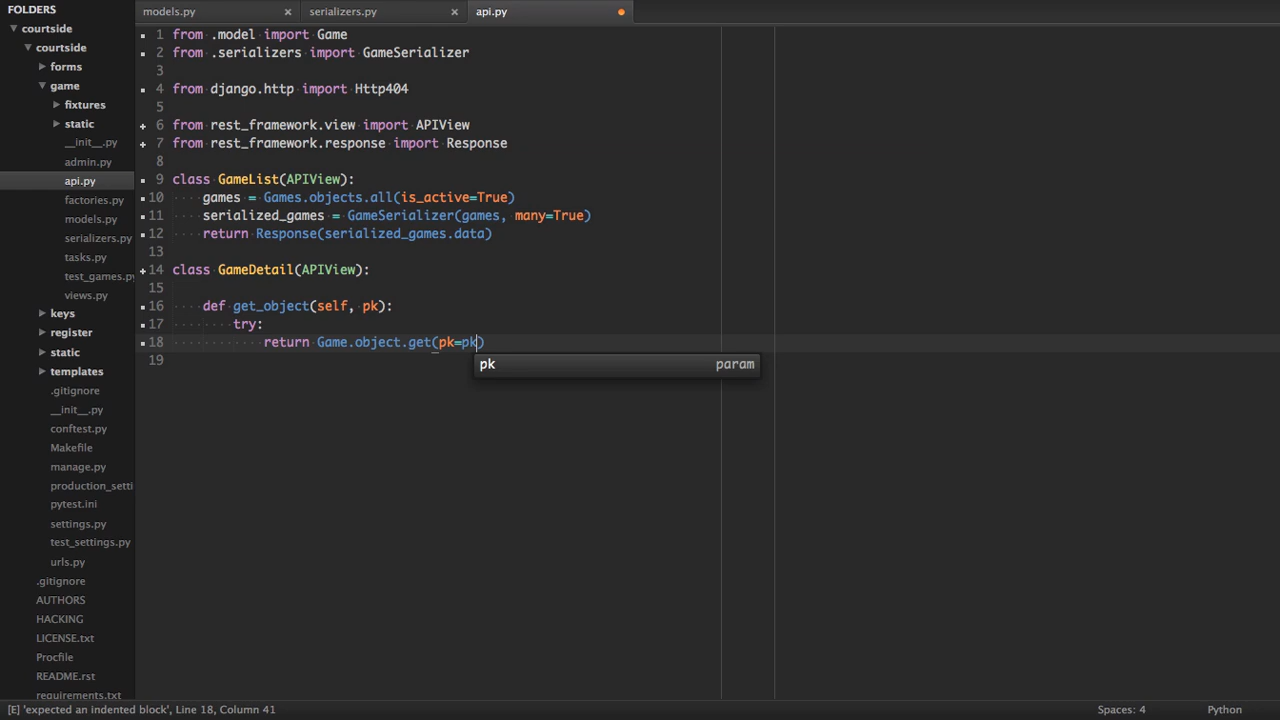 FOLDERS
courtside
courtside
forms
game
fixtures
static
__init__.py
admin.py
api.py
factories.py
models.py
serializers.py
tasks.py
test_games.py
views.py
keys
register
static
templates
.gitignore
__init__.py
conftest.py
Makefile
manage.py
production_setti
pytest.ini
settings.py
test_settings.py
urls.py
.gitignore
AUTHORS
HACKING
LICENSE.txt
Procfile
README.rst
requirements.txt
models.py × serializers.py × api.py
1 from .model import Game
2 from .serializers import GameSerializer
3
4 from django.http import Http404
5
6 from rest_framework.view import APIView
7 from rest_framework.response import Response
8
9 class GameList(APIView):
10 games = Games.objects.all(is_active=True)
11 serialized_games = GameSerializer(games, many=True)
12 return Response(serialized_games.data)
13
14 class GameDetail(APIView):
15
16 def get_object(self, pk):
17 try:
18 return Game.object.get(pk=pk)
19
pk param
[E] 'expected an indented block', Line 18, Column 41 Spaces: 4 Python